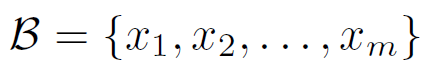 $\mathcal{B} = \{x_1, x_2, \ldots, x_m\}$